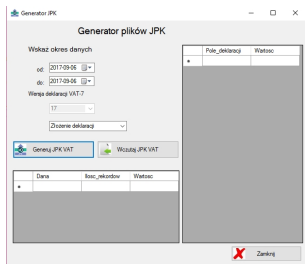 Generator JPK
Generator plików JPK
Wskaż okres danych
od: 2017-09-06
do: 2017-09-06
Wersja deklaracji VAT-7
17
Złożenie deklaracji
Generuj JPK VAT
Wczutaj JPK VAT
Dana Ilosc_rekordow Wartosc
Pole_deklaracji Wartosc
Zamknij